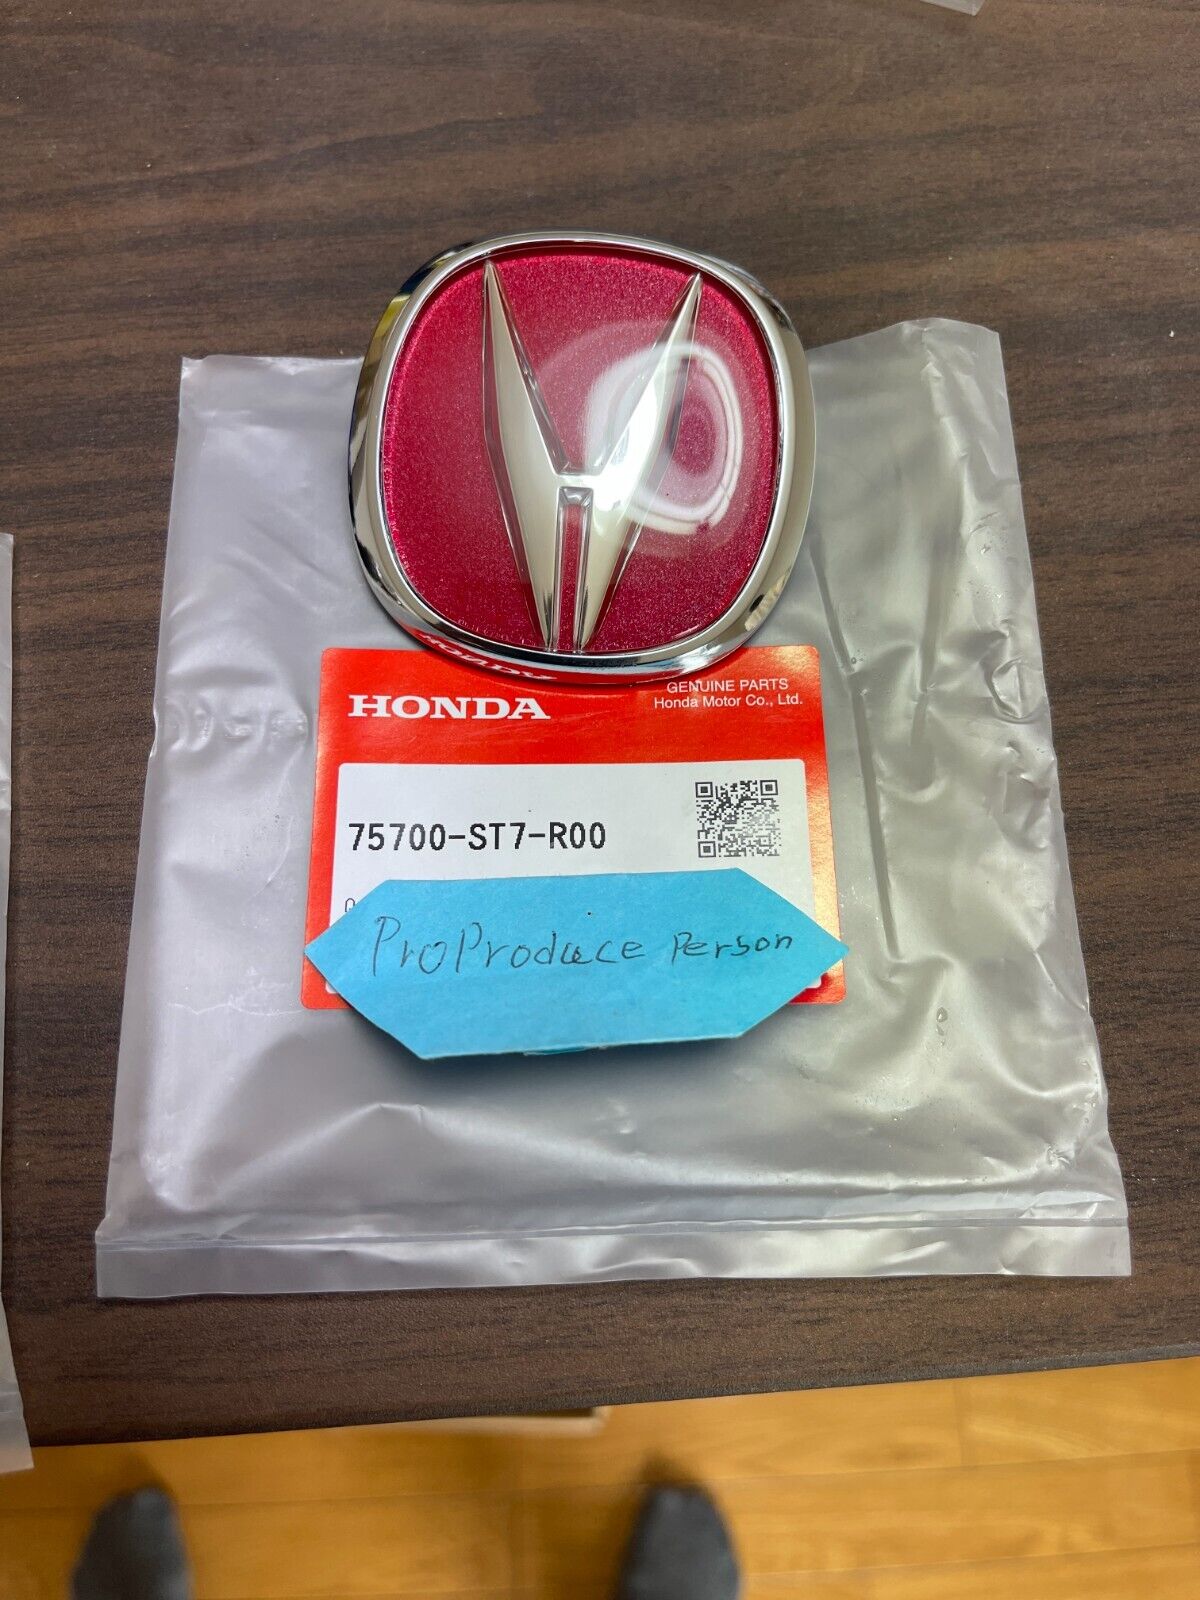 HONDA
GENUINE PARTS
Honda Motor Co., Ltd.
75700-ST7-R00
ProProduce Person